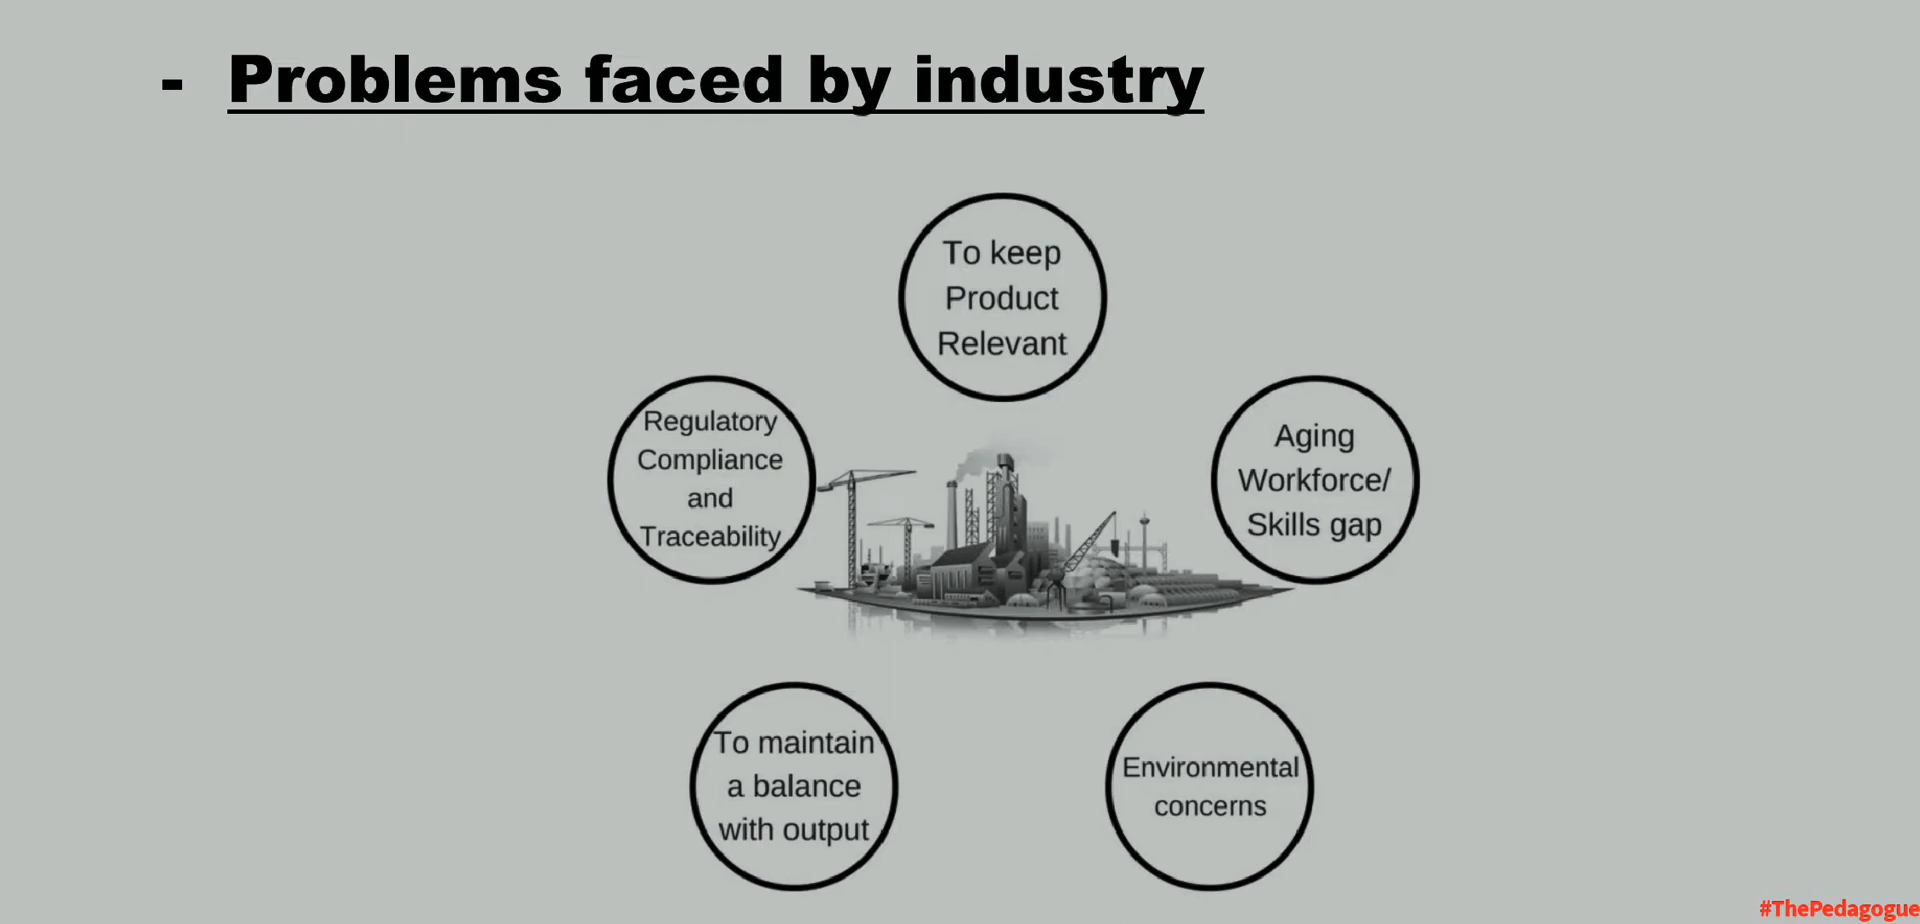 - Problems faced by industry
To keep
Product
Relevant
Regulatory
Compliance
and
Traceability
Aging
Workforce/
Skills gap
To maintain
a balance
with output
Environmental
concerns
#ThePedagogue